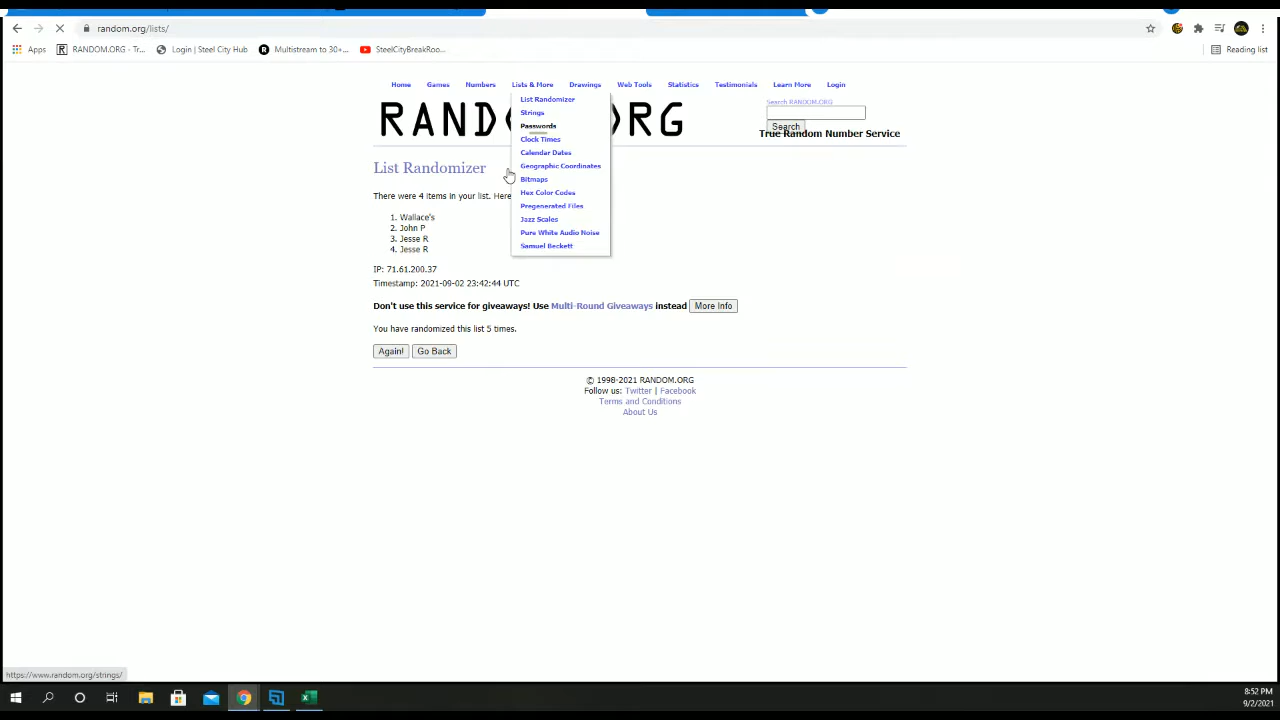 random.org/lists/
Apps
RANDOM.ORG - Tr...
Login | Steel City Hub
Multistream to 30+...
SteelCityBreakRoo...
Reading list
Home Games Numbers Lists & More Drawings Web Tools Statistics Testimonials Learn More Login
List Randomizer
Strings
Passwords
Clock Times
Calendar Dates
Geographic Coordinates
Bitmaps
Hex Color Codes
Pregenerated Files
Jazz Scales
Pure White Audio Noise
Samuel Beckett
Search RANDOM.ORG
Search
True Random Number Service
List Randomizer
There were 4 items in your list. Here
1. Wallace's
2. John P
3. Jesse R
4. Jesse R
IP: 71.61.200.37
Timestamp: 2021-09-02 23:42:44 UTC
Don't use this service for giveaways! Use Multi-Round Giveaways instead More Info
You have randomized this list 5 times.
Again! Go Back
© 1998-2021 RANDOM.ORG
Follow us: Twitter | Facebook
Terms and Conditions
About Us
https://www.random.org/strings/
8:52 PM
9/2/2021